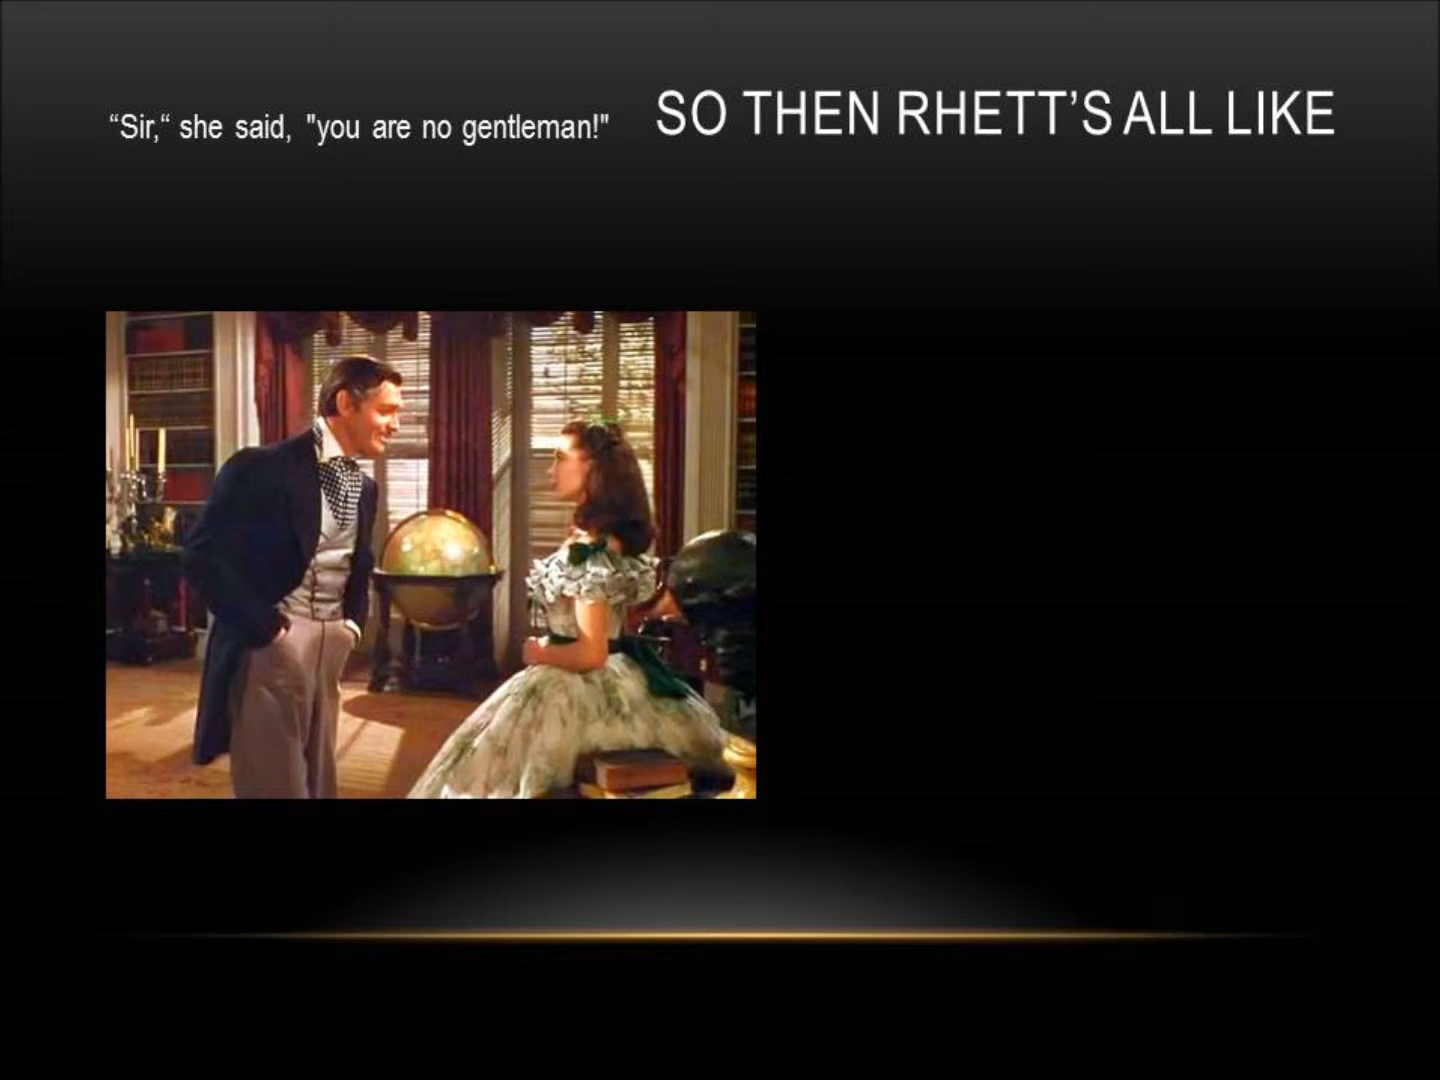 “Sir,“ she said, "you are no gentleman!"
SO THEN RHETT’S ALL LIKE